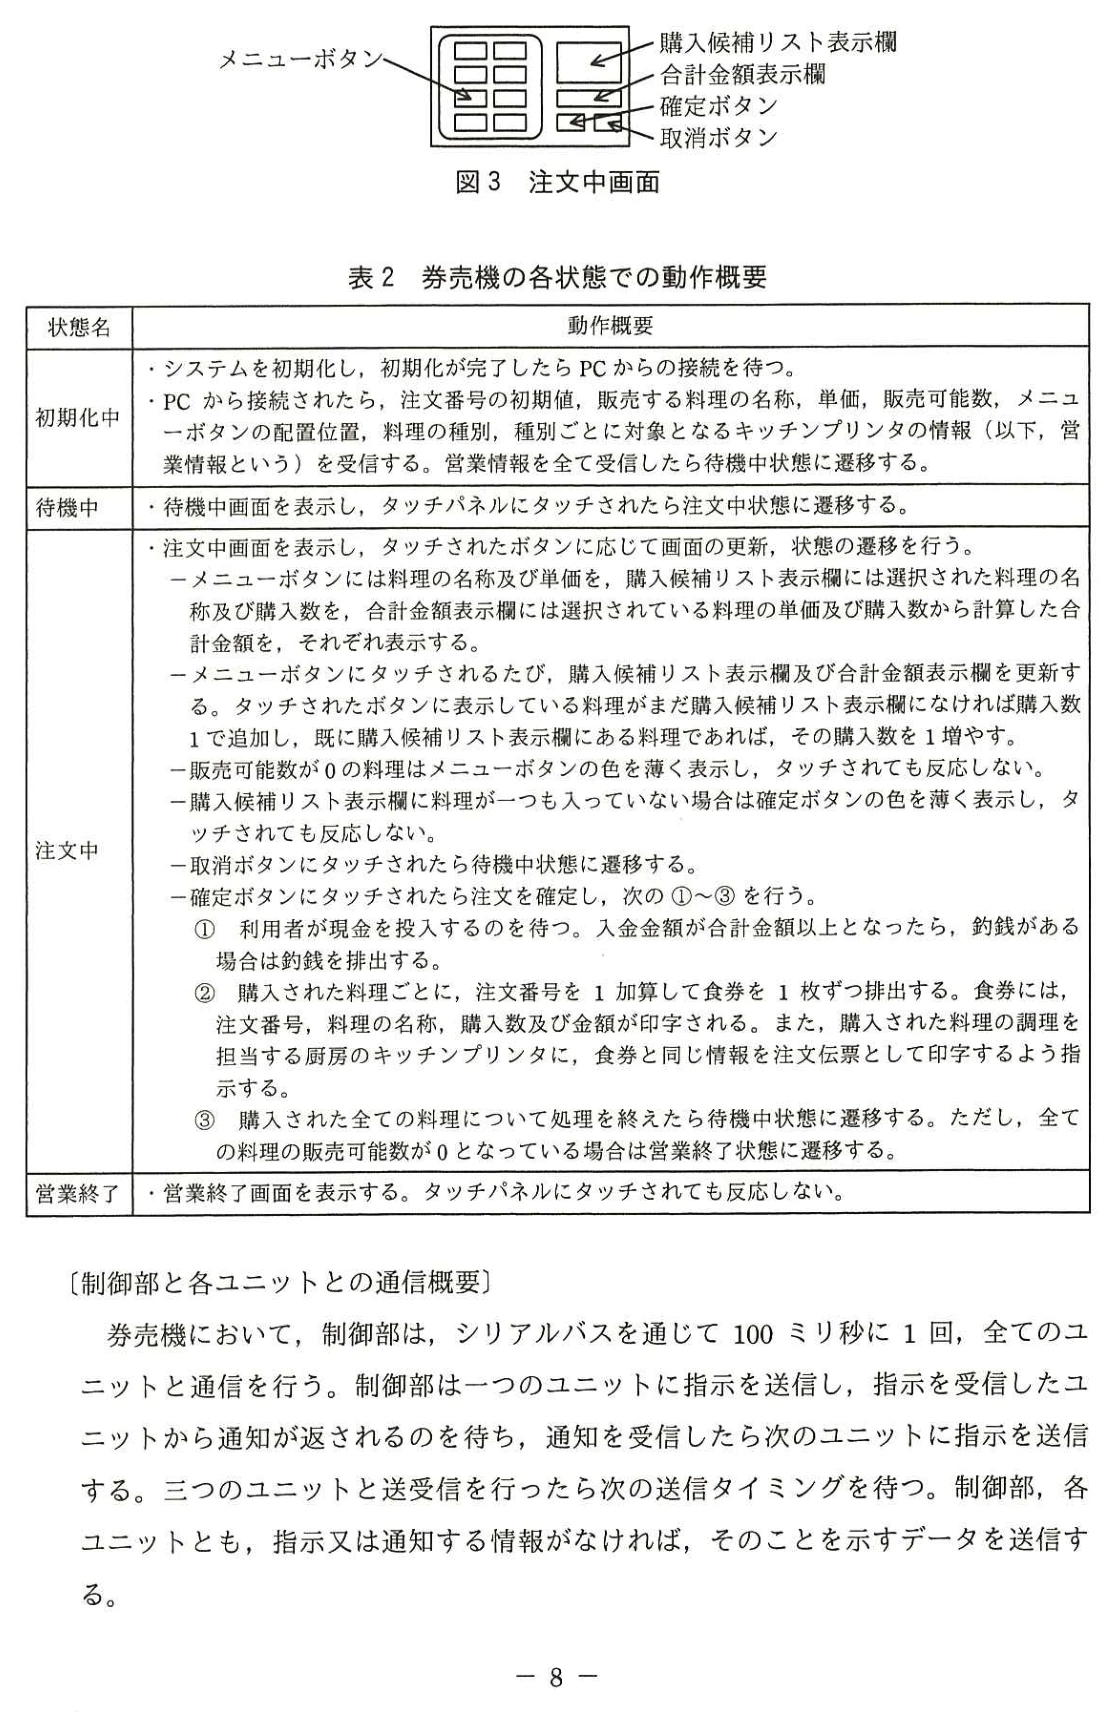 メニューボタン
購入候補リスト表示欄
合計金額表示欄
確定ボタン
取消ボタン
図3　注文中画面
表2　券売機の各状態での動作概要
状態名
動作概要
初期化中
・システムを初期化し，初期化が完了したら PC からの接続を待つ。
・PC から接続されたら，注文番号の初期値，販売する料理の名称，単価，販売可能数，メニュ
ーボタンの配置位置，料理の種別，種別ごとに対象となるキッチンプリンタの情報（以下，営
業情報という）を受信する。営業情報を全て受信したら待機中状態に遷移する。
待機中
・待機中画面を表示し，タッチパネルにタッチされたら注文中状態に遷移する。
注文中
・注文中画面を表示し，タッチされたボタンに応じて画面の更新，状態の遷移を行う。
－メニューボタンには料理の名称及び単価を，購入候補リスト表示欄には選択された料理の名
称及び購入数を，合計金額表示欄には選択されている料理の単価及び購入数から計算した合
計金額を，それぞれ表示する。
－メニューボタンにタッチされるたび，購入候補リスト表示欄及び合計金額表示欄を更新す
る。タッチされたボタンに表示している料理がまだ購入候補リスト表示欄になければ購入数
1 で追加し，既に購入候補リスト表示欄にある料理であれば，その購入数を 1 増やす。
－販売可能数が 0 の料理はメニューボタンの色を薄く表示し，タッチされても反応しない。
－購入候補リスト表示欄に料理が一つも入っていない場合は確定ボタンの色を薄く表示し，タ
ッチされても反応しない。
－取消ボタンにタッチされたら待機中状態に遷移する。
－確定ボタンにタッチされたら注文を確定し，次の ①～③ を行う。
①　利用者が現金を投入するのを待つ。入金金額が合計金額以上となったら，釣銭がある
場合は釣銭を排出する。
②　購入された料理ごとに，注文番号を 1 加算して食券を 1 枚ずつ排出する。食券には，
注文番号，料理の名称，購入数及び金額が印字される。また，購入された料理の調理を
担当する厨房のキッチンプリンタに，食券と同じ情報を注文伝票として印字するよう指
示する。
③　購入された全ての料理について処理を終えたら待機中状態に遷移する。ただし，全て
の料理の販売可能数が 0 となっている場合は営業終了状態に遷移する。
営業終了
・営業終了画面を表示する。タッチパネルにタッチされても反応しない。
〔制御部と各ユニットとの通信概要〕
券売機において，制御部は，シリアルバスを通じて 100 ミリ秒に 1 回，全てのユ
ニットと通信を行う。制御部は一つのユニットに指示を送信し，指示を受信したユ
ニットから通知が返されるのを待ち，通知を受信したら次のユニットに指示を送信
する。三つのユニットと送受信を行ったら次の送信タイミングを待つ。制御部，各
ユニットとも，指示又は通知する情報がなければ，そのことを示すデータを送信す
る。
－ 8 －